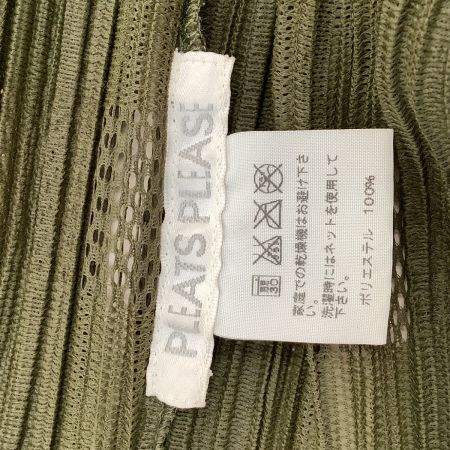 PLEATS PLEASE
30
家庭での乾燥機はお避け下さ
い。
洗濯時にはネットを使用して
下さい。
ポリエステル 100%